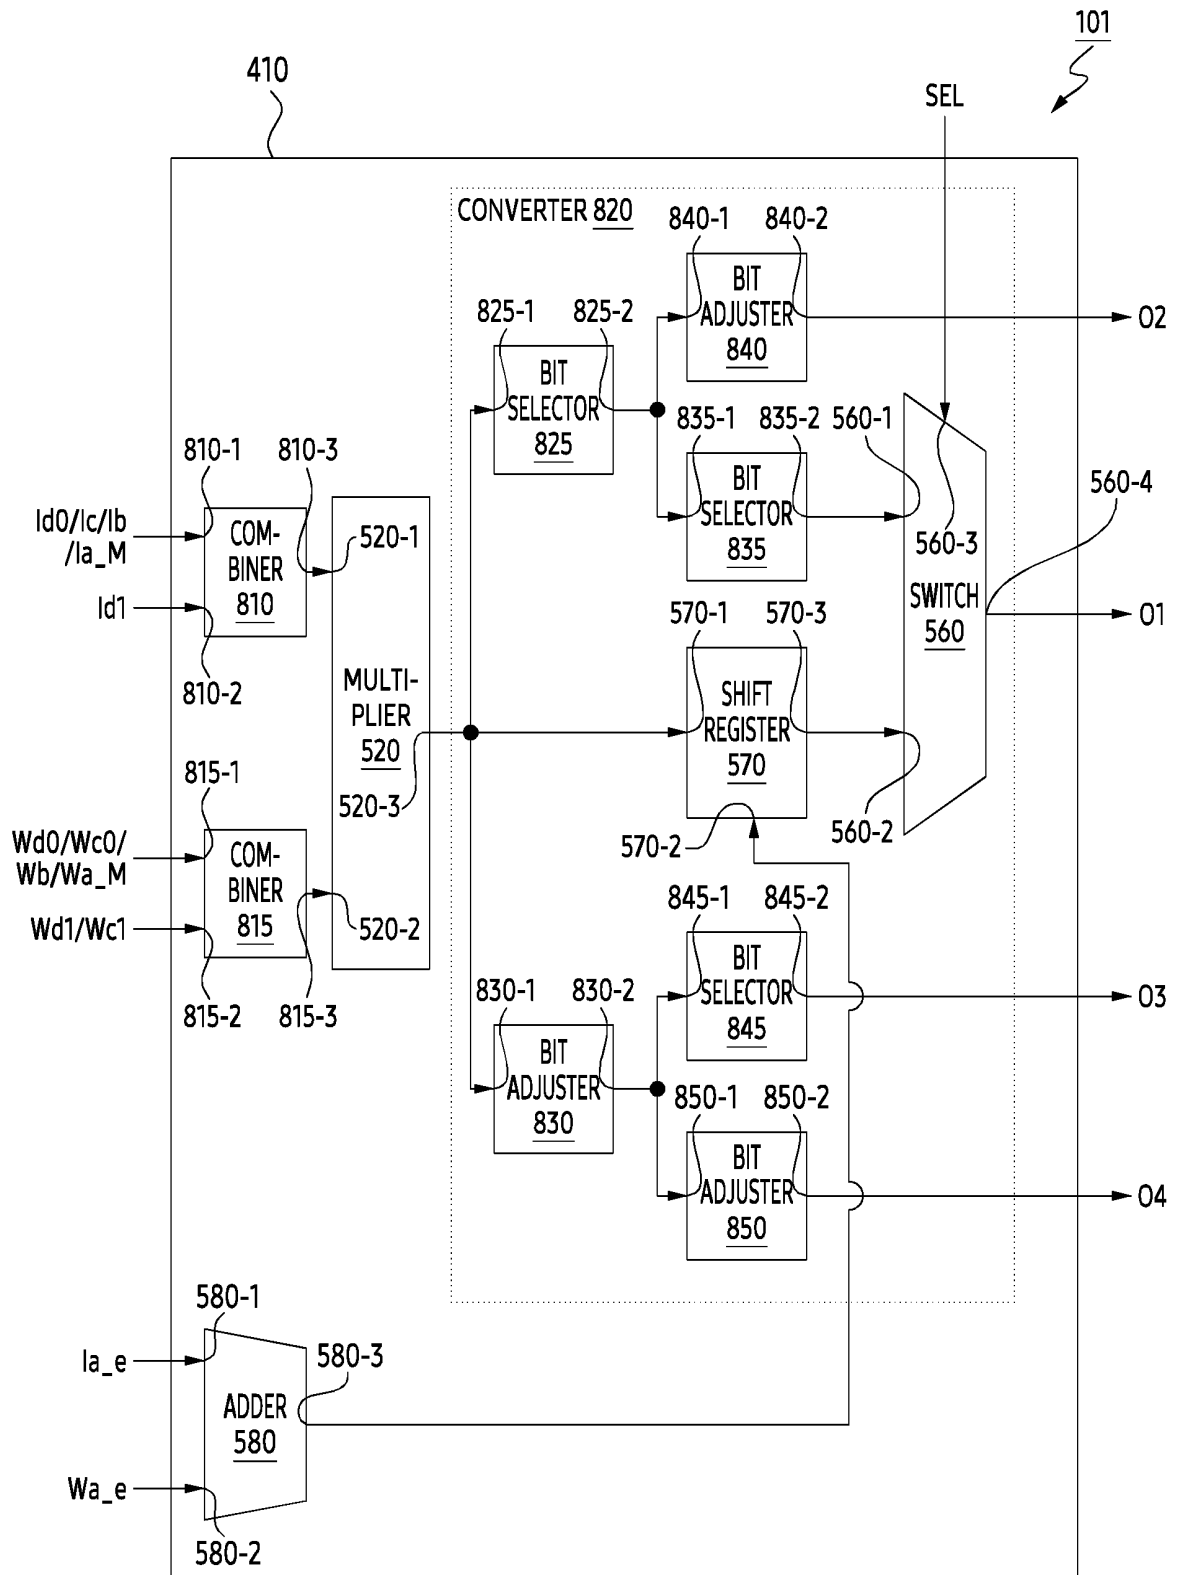 101
410
SEL
CONVERTER 820
840-1
840-2
BIT
ADJUSTER
840
O2
825-1
825-2
BIT
SELECTOR
825
835-1
835-2
560-1
BIT
SELECTOR
835
560-3
560-4
810-1
810-3
Id0/Ic/Ib
/Ia_M
COM-
BINER
810
520-1
Id1
810-2
SWITCH
560
O1
570-1
570-3
MULTI-
PLIER
520
SHIFT
REGISTER
570
815-1
520-3
570-2
560-2
Wd0/Wc0/
Wb/Wa_M
COM-
BINER
815
Wd1/Wc1
520-2
815-2
815-3
845-1
845-2
BIT
SELECTOR
845
O3
830-1
830-2
BIT
ADJUSTER
830
850-1
850-2
BIT
ADJUSTER
850
O4
580-1
Ia_e
580-3
ADDER
580
Wa_e
580-2